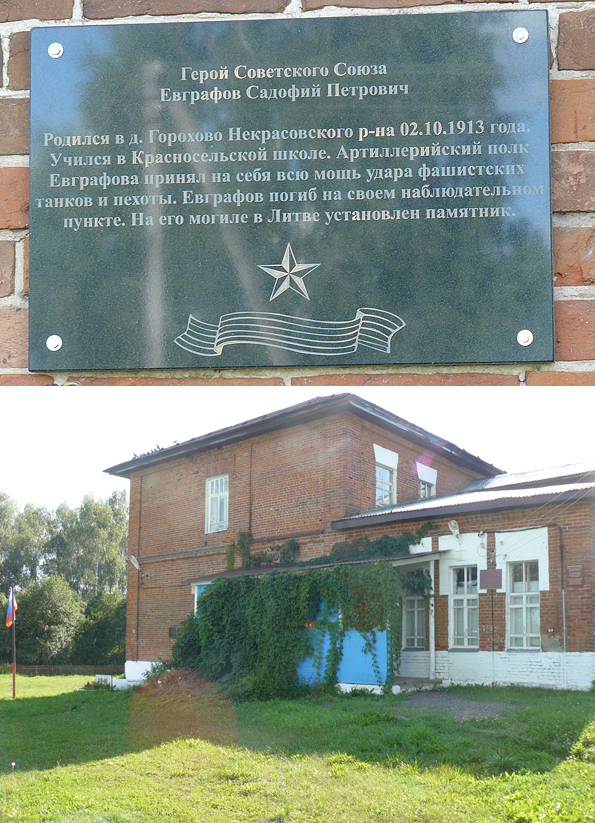 Герой Советского Союза
Евграфов Садофий Петрович
Родился в д. Горохово Некрасовского р-на 02.10.1913 года.
Учился в Красносельской школе. Артиллерийский полк
Евграфова принял на себя всю мощь удара фашистских
танков и пехоты. Евграфов погиб на своем наблюдательном
пункте. На его могиле в Литве установлен памятник.